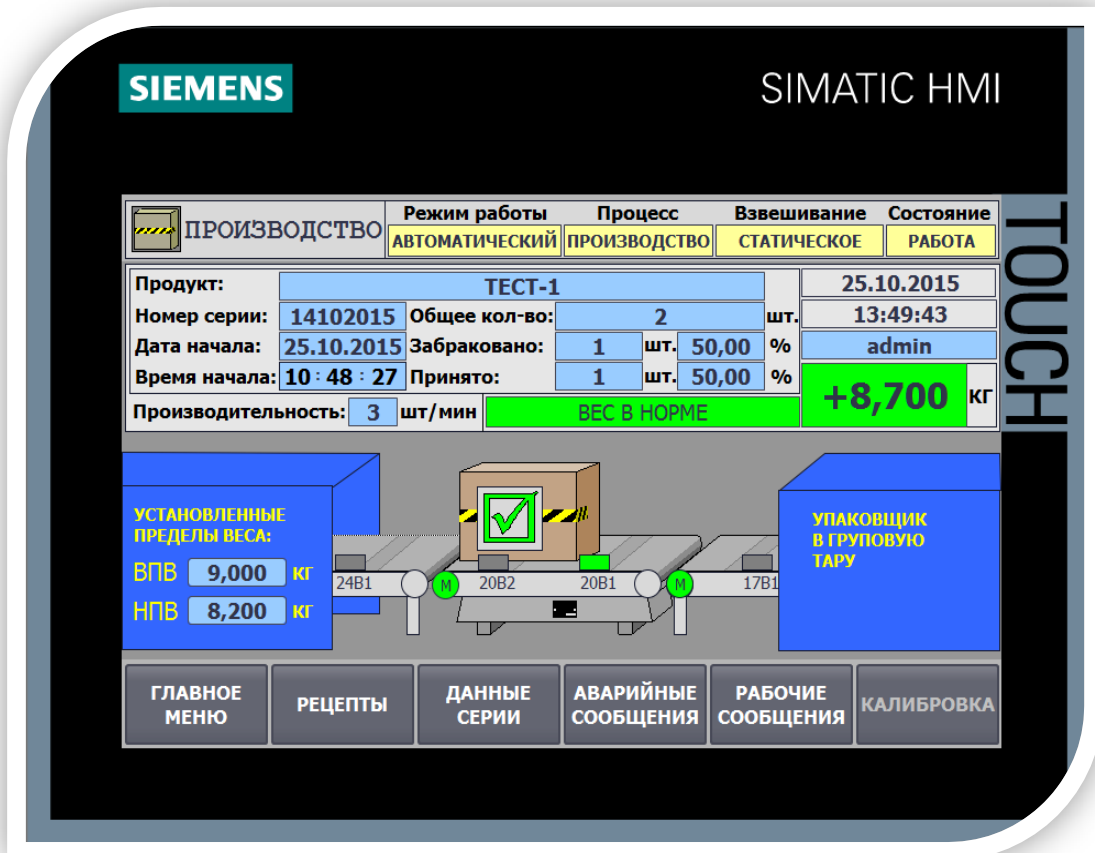 SIEMENS
SIMATIC HMI
TOUCH
ПРОИЗВОДСТВО
Режим работы
Процесс
Взвешивание
Состояние
АВТОМАТИЧЕСКИЙ
ПРОИЗВОДСТВО
СТАТИЧЕСКОЕ
РАБОТА
Продукт: ТЕСТ-1
25.10.2015
Номер серии: 14102015 Общее кол-во: 2 шт.
13:49:43
Дата начала: 25.10.2015 Забраковано: 1 шт. 50,00 %
admin
Время начала: 10 : 48 : 27 Принято: 1 шт. 50,00 %
+8,700 кг
Производительность: 3 шт/мин
ВЕС В НОРМЕ
УСТАНОВЛЕННЫЕ
ПРЕДЕЛЫ ВЕСА:
ВПВ 9,000 кг
НПВ 8,200 кг
24В1
М
20В2
20В1
М
17В1
УПАКОВЩИК
В ГРУПОВУЮ
ТАРУ
ГЛАВНОЕ
МЕНЮ
РЕЦЕПТЫ
ДАННЫЕ
СЕРИИ
АВАРИЙНЫЕ
СООБЩЕНИЯ
РАБОЧИЕ
СООБЩЕНИЯ
КАЛИБРОВКА